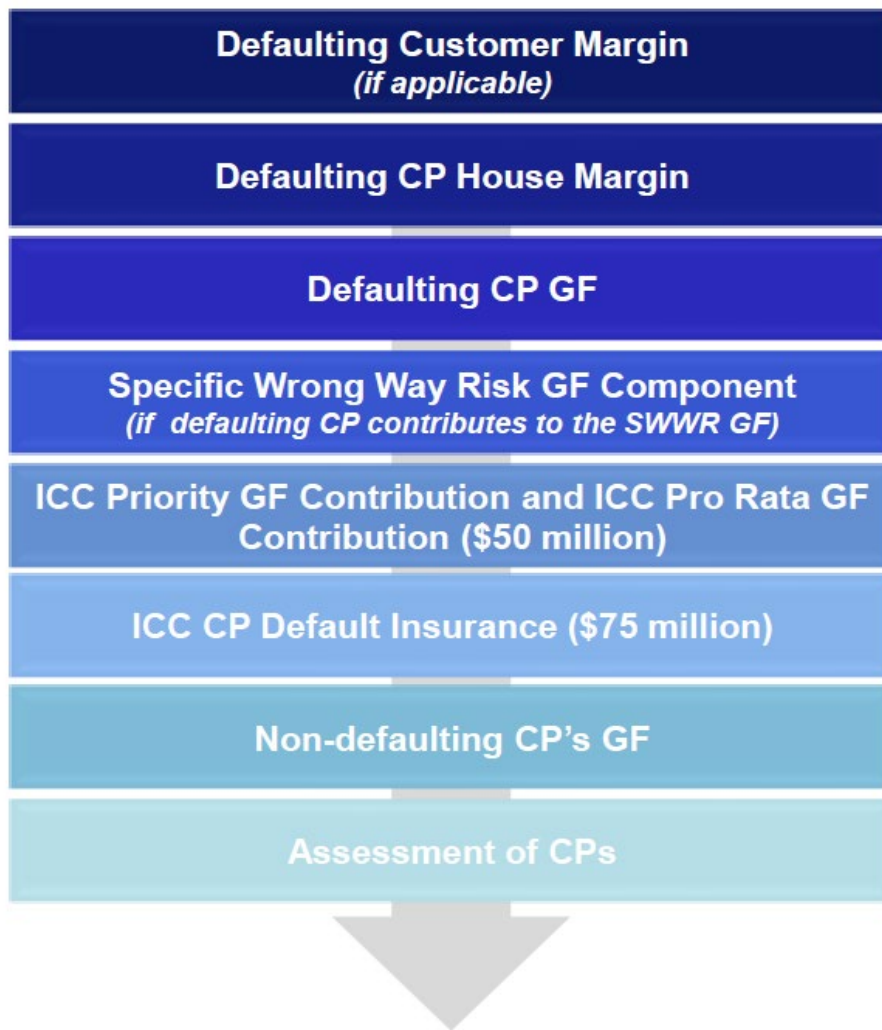 Defaulting Customer Margin
(if applicable)
Defaulting CP House Margin
Defaulting CP GF
Specific Wrong Way Risk GF Component
(if defaulting CP contributes to the SWWR GF)
ICC Priority GF Contribution and ICC Pro Rata GF
Contribution ($50 million)
ICC CP Default Insurance ($75 million)
Non-defaulting CP's GF
Assessment of CPs